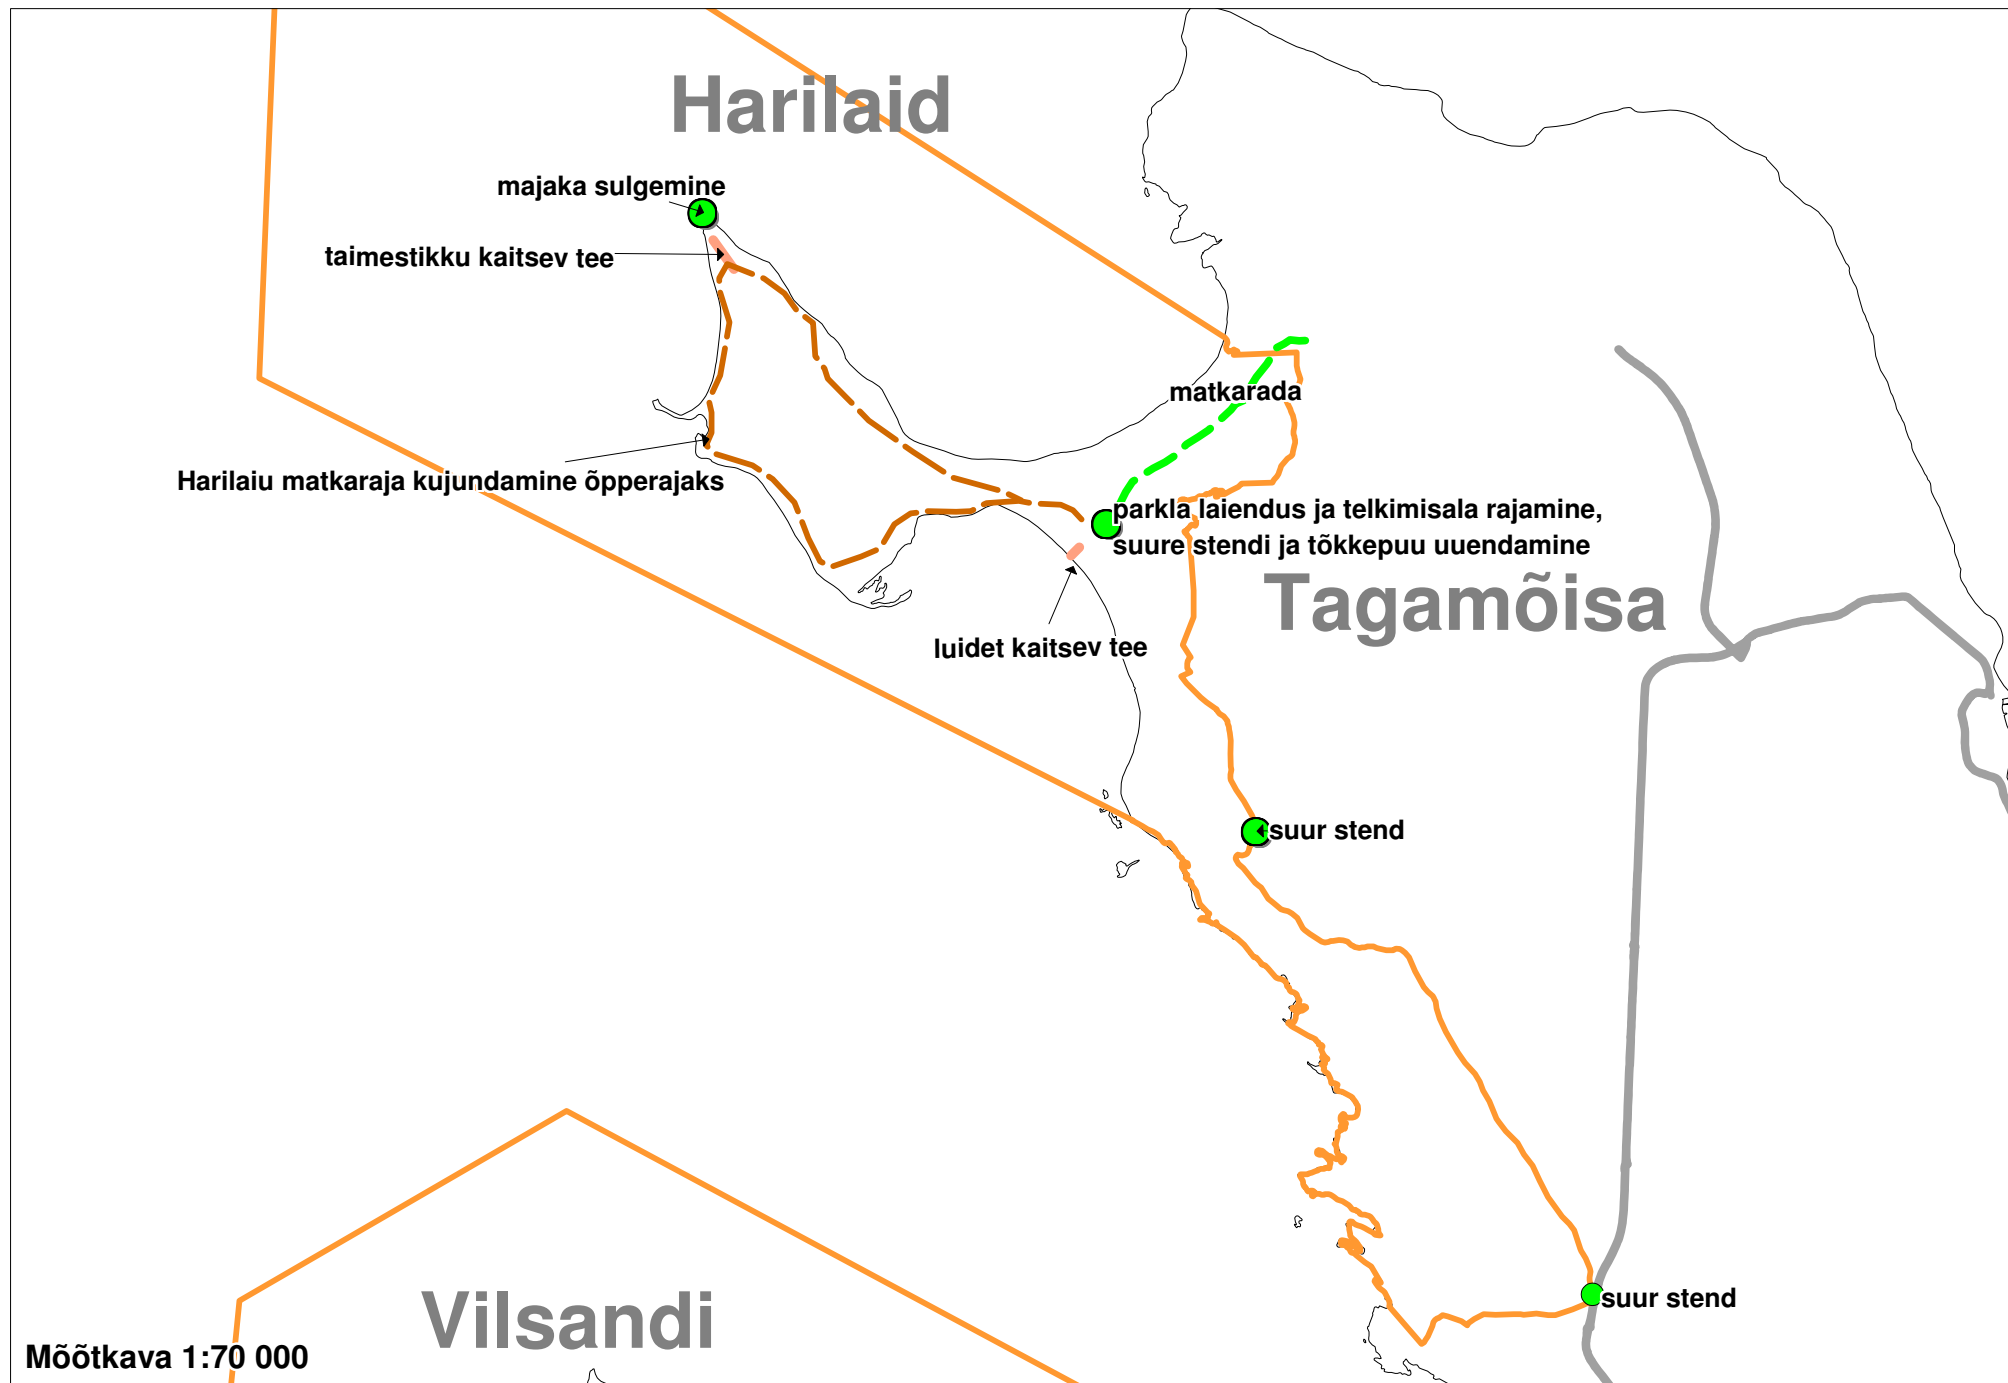 Harilaid
majaka sulgemine
taimestikku kaitsev tee
matkarada
Harilaiu matkaraja kujundamine õpperajaks
parkla laiendus ja telkimisala rajamine,
suure stendi ja tõkkepuu uuendamine
Tagamõisa
luidet kaitsev tee
suur stend
suur stend
Vilsandi
Mõõtkava 1:70 000